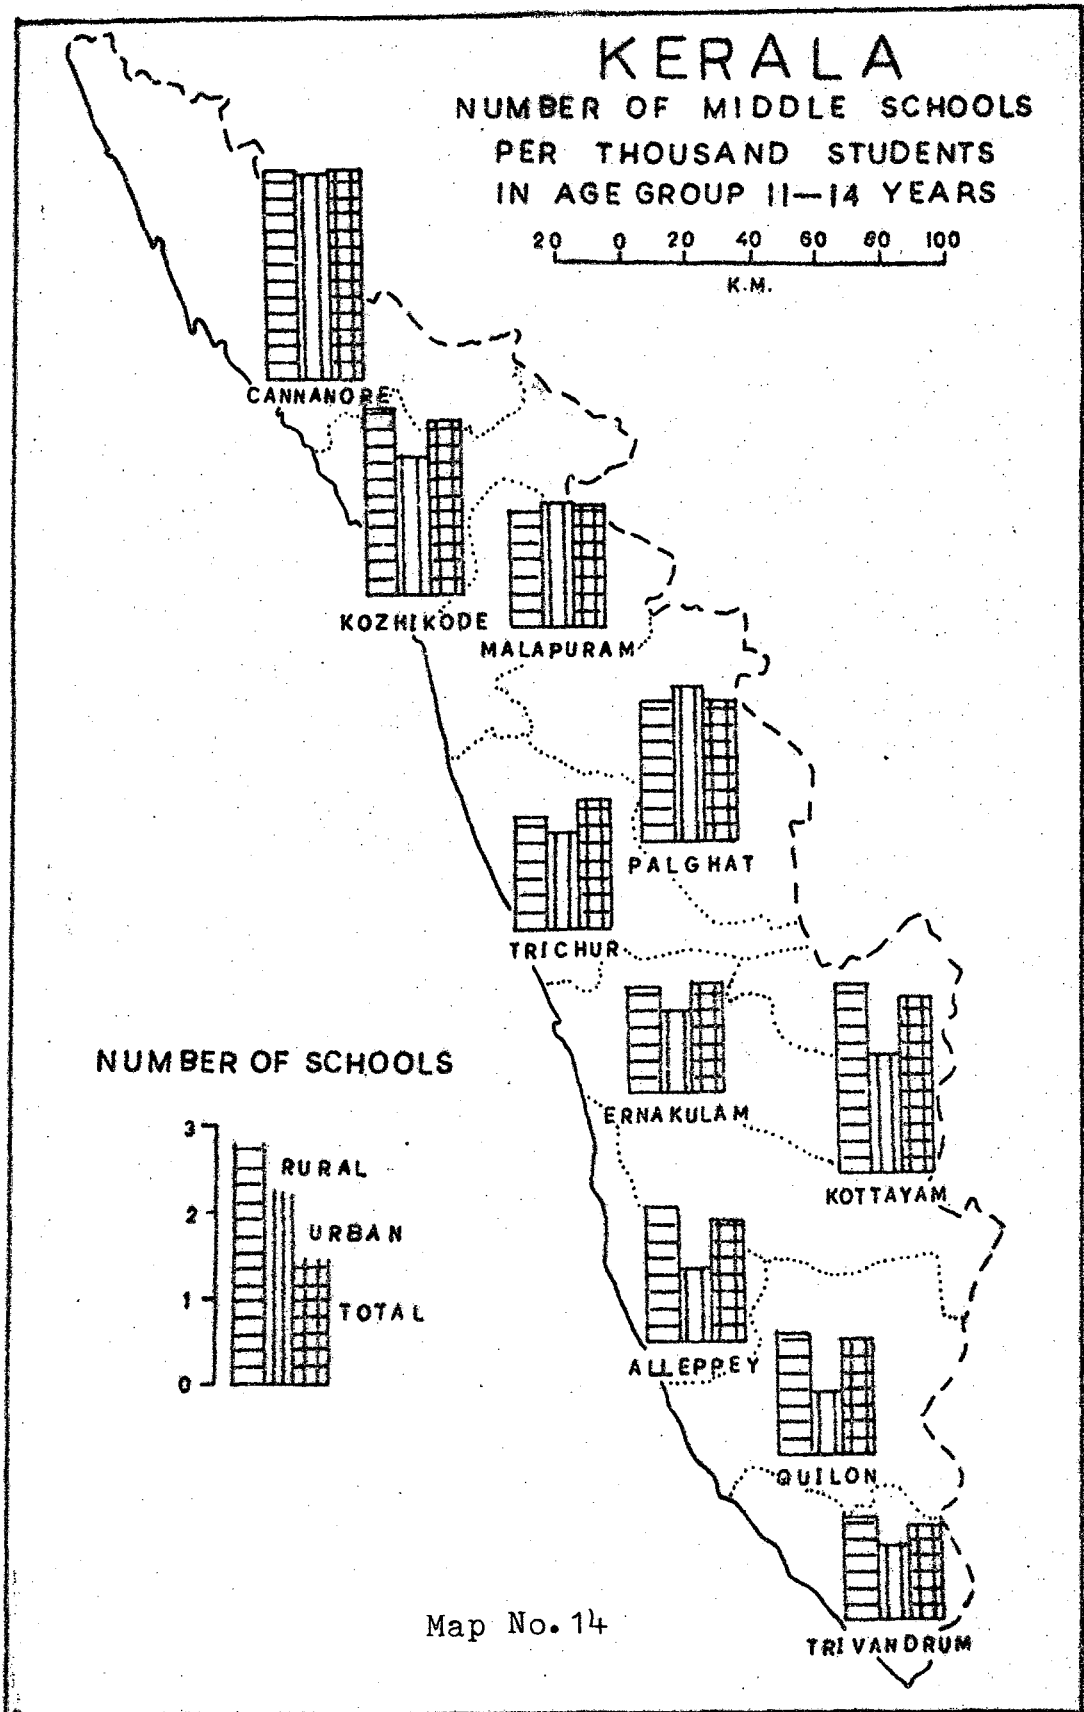 KERALA
NUMBER OF MIDDLE SCHOOLS
PER THOUSAND STUDENTS
IN AGE GROUP 11—14 YEARS
20 0 20 40 60 80 100
K.M.
CANNANORE
KOZHIKODE
MALAPURAM
PALGHAT
TRICHUR
ERNAKULAM
KOTTAYAM
NUMBER OF SCHOOLS
3
RURAL
2
URBAN
1
TOTAL
0
ALLEPPEY
QUILON
TRIVANDRUM
Map No.14